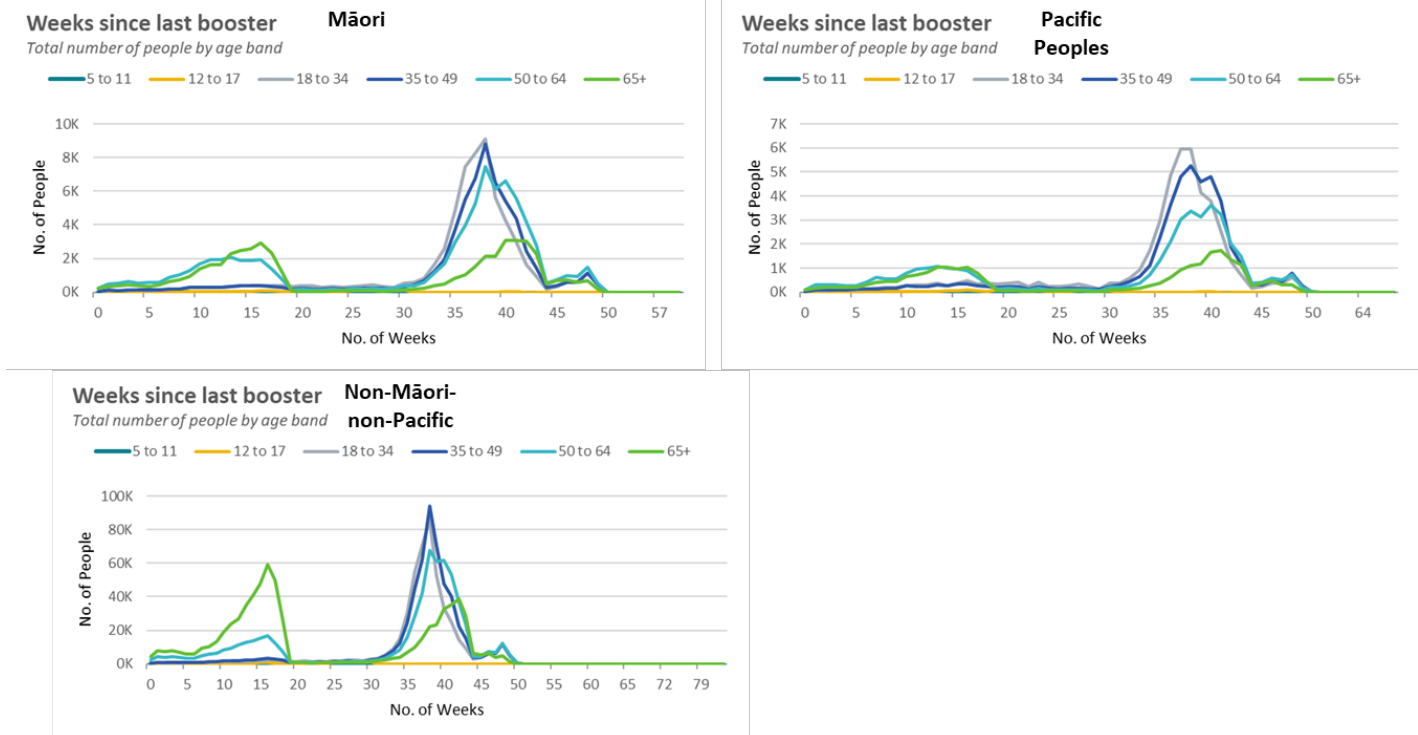 Weeks since last booster Māori
Total number of people by age band
5 to 11 12 to 17 18 to 34 35 to 49 50 to 64 65+
10K
8K
6K
4K
2K
0K
No. of People
0 5 10 15 20 25 30 35 40 45 50 57
No. of Weeks
Weeks since last booster Pacific
Total number of people by age band Peoples
5 to 11 12 to 17 18 to 34 35 to 49 50 to 64 65+
7K
6K
5K
4K
3K
2K
1K
0K
No. of People
0 5 10 15 20 25 30 35 40 45 50 64
No. of Weeks
Weeks since last booster Non-Māori-
Total number of people by age band non-Pacific
5 to 11 12 to 17 18 to 34 35 to 49 50 to 64 65+
100K
80K
60K
40K
20K
0K
No. of People
0 5 10 15 20 25 30 35 40 45 50 55 60 65 72 79
No. of Weeks